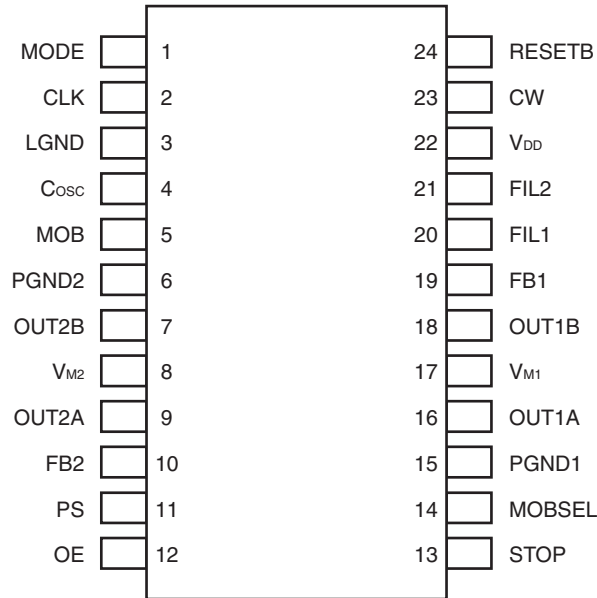 MODE 1 24 RESETB
CLK 2 23 CW
LGND 3 22 VDD
COSC 4 21 FIL2
MOB 5 20 FIL1
PGND2 6 19 FB1
OUT2B 7 18 OUT1B
VM2 8 17 VM1
OUT2A 9 16 OUT1A
FB2 10 15 PGND1
PS 11 14 MOBSEL
OE 12 13 STOP